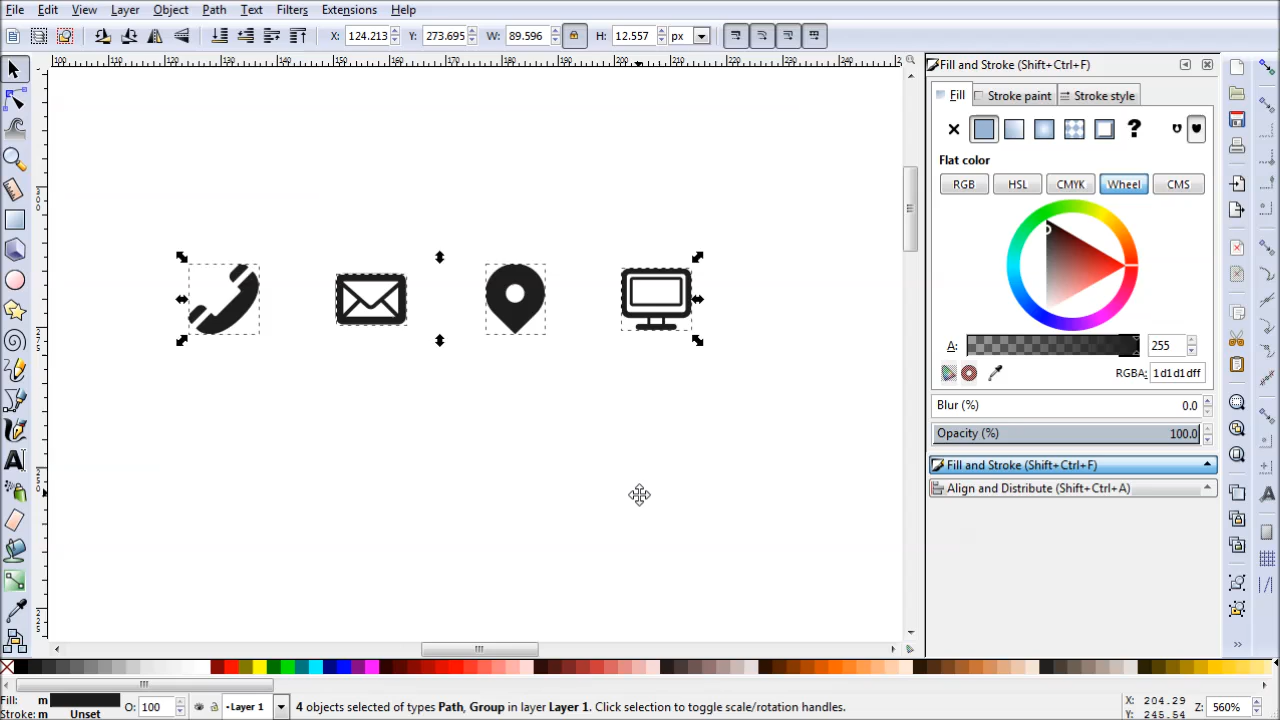 File Edit View Layer Object Path Text Filters Extensions Help
X: 124.213 Y: 273.695 W: 89.596 H: 12.557 px
Fill and Stroke (Shift+Ctrl+F)
Fill Stroke paint Stroke style
?
Flat color
RGB HSL CMYK Wheel CMS
A: 255
RGBA: 1d1d1dff
Blur (%) 0.0
Opacity (%) 100.0
Fill and Stroke (Shift+Ctrl+F)
Align and Distribute (Shift+Ctrl+A)
Fill: m O: 100 Layer 1 4 objects selected of types Path, Group in layer Layer 1. Click selection to toggle scale/rotation handles. X: 204.29 Z: 560%
Stroke: m Unset Y: 245.54